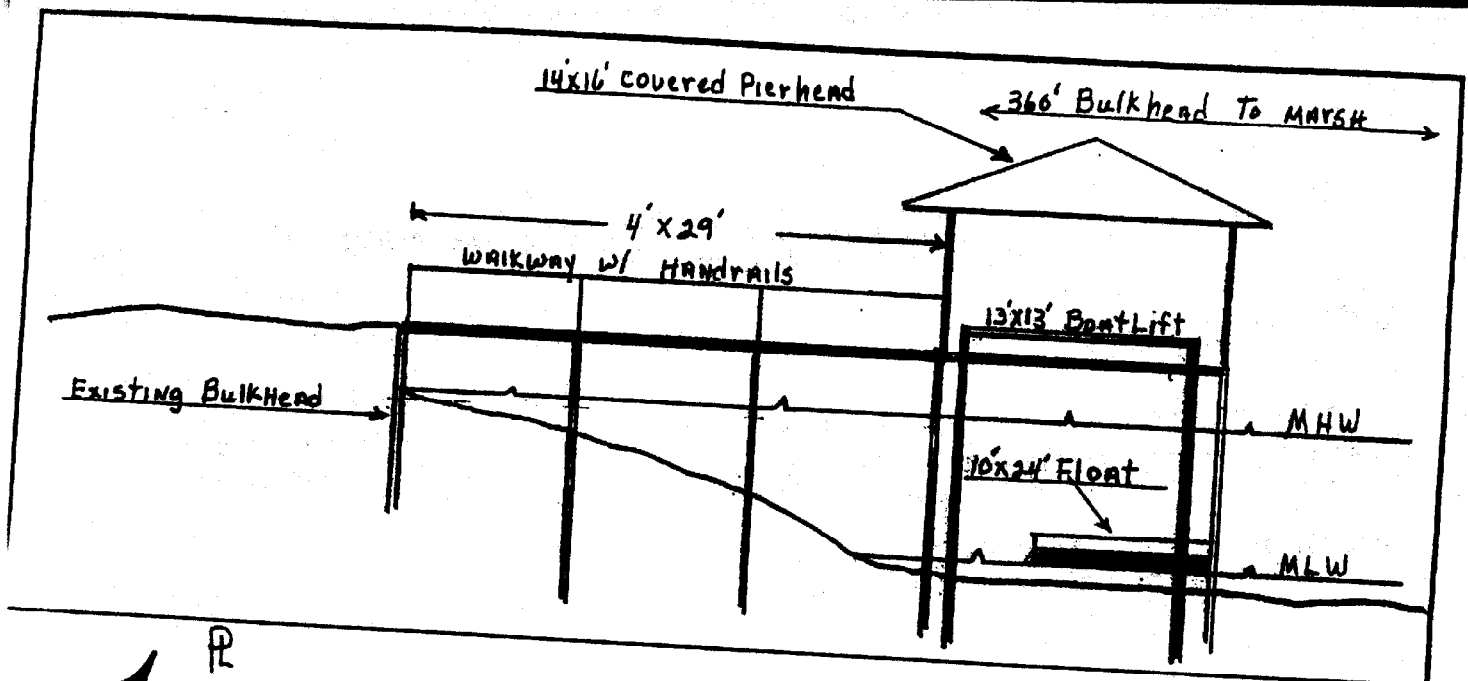 14'x16' covered Pierhead
360' Bulkhead To MARSH
4' x 29'
WAlKWAy w/ HANdrAils
13'x13' BoAtLift
Existing BulkHeAd
MHW
10'x24' FloAt
MLW
PL